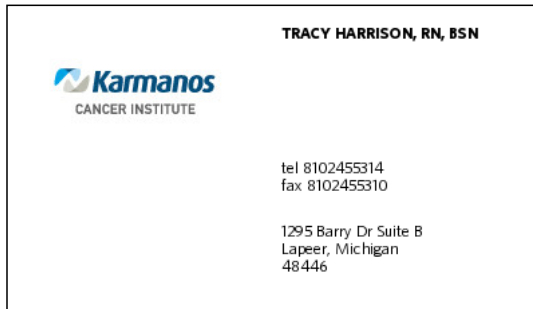 TRACY HARRISON, RN, BSN
Karmanos
CANCER INSTITUTE
tel 8102455314
fax 8102455310
1295 Barry Dr Suite B
Lapeer, Michigan
48446